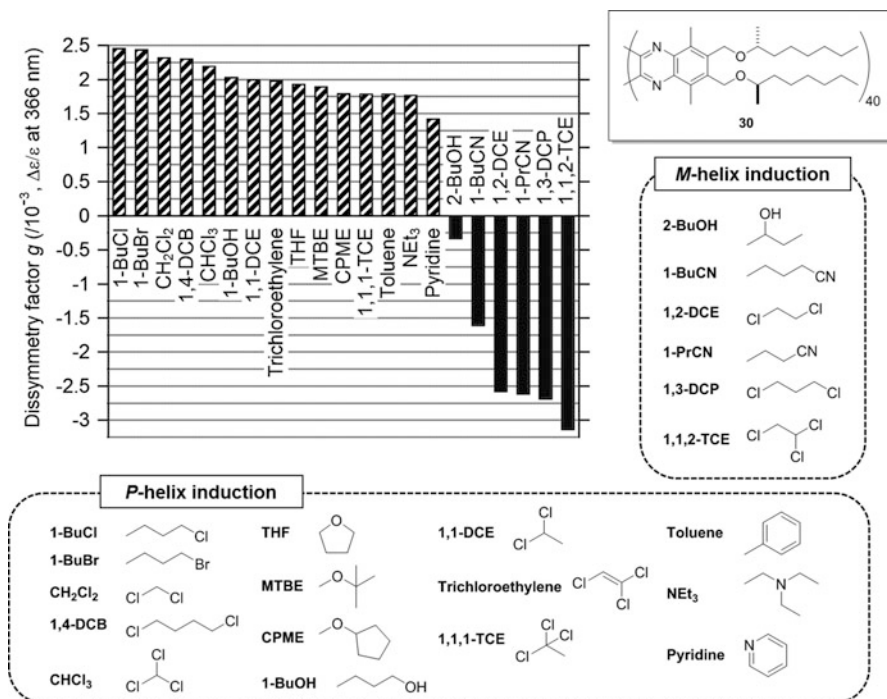 Dissymmetry factor g (/10⁻³, Δε/ε at 366 nm)
2.5
2
1.5
1
0.5
0
-0.5
-1
-1.5
-2
-2.5
-3
1-BuCl
1-BuBr
CH₂Cl₂
1,4-DCB
CHCl₃
1-BuOH
1,1-DCE
Trichloroethylene
THF
MTBE
CPME
1,1,1-TCE
Toluene
NEt₃
Pyridine
2-BuOH
1-BuCN
1,2-DCE
1-PrCN
1,3-DCP
1,1,2-TCE
N
O
N
O
40
30
M-helix induction
OH
2-BuOH
1-BuCN
CN
1,2-DCE
Cl
Cl
1-PrCN
CN
1,3-DCP
Cl
Cl
1,1,2-TCE
Cl
Cl
Cl
P-helix induction
1-BuCl
Cl
1-BuBr
Br
CH₂Cl₂
Cl
Cl
1,4-DCB
Cl
Cl
CHCl₃
Cl
Cl
Cl
THF
O
MTBE
O
CPME
O
1-BuOH
OH
1,1-DCE
Cl
Cl
Trichloroethylene
Cl
Cl
Cl
1,1,1-TCE
Cl
Cl
Cl
Toluene
NEt₃
N
Pyridine
N